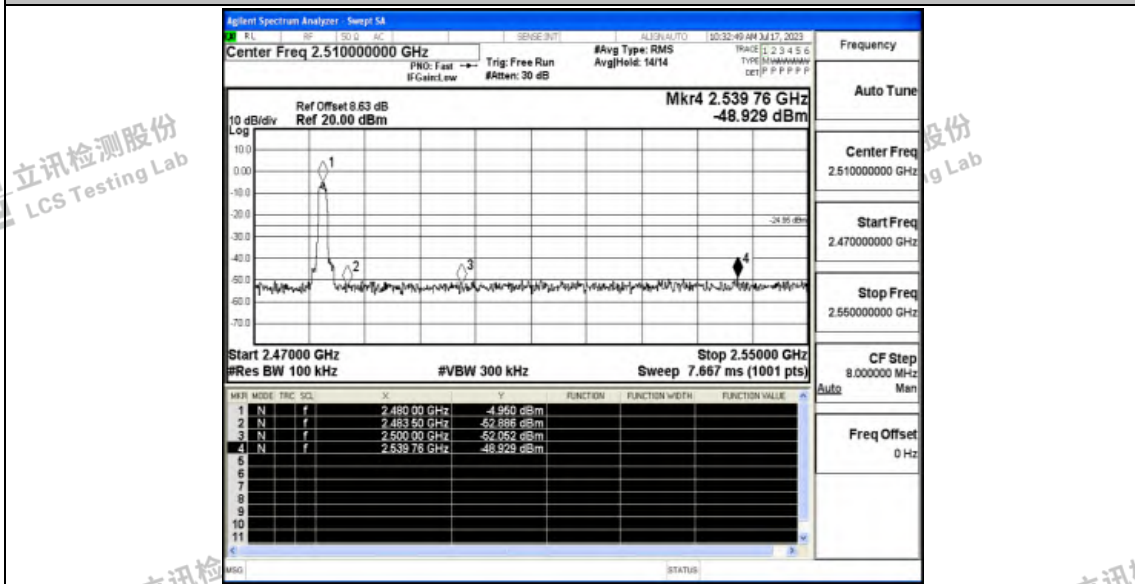 Agilent Spectrum Analyzer - Swept SA
RL RF 50 Ω AC SENSE:INT ALIGN AUTO 10:32:49 AM Jul 17, 2023
Center Freq 2.510000000 GHz
PNO: Fast
IFGain:Low
Trig: Free Run
#Atten: 30 dB
#Avg Type: RMS
Avg|Hold: 14/14
TRACE 1 2 3 4 5 6
TYPE
DET P P P P P P
Frequency
Auto Tune
Center Freq
2.510000000 GHz
Start Freq
2.470000000 GHz
Stop Freq
2.550000000 GHz
CF Step
8.000000 MHz
Auto Man
Freq Offset
0 Hz
Mkr4 2.539 76 GHz
-48.929 dBm
Ref Offset 8.63 dB
10 dB/div Ref 20.00 dBm
Log
10.0
0.00
-10.0
-20.0
-30.0
-40.0
-50.0
-60.0
-70.0
1
2
3
4
-24.95 dBm
Start 2.47000 GHz Stop 2.55000 GHz
#Res BW 100 kHz #VBW 300 kHz Sweep 7.667 ms (1001 pts)
MKR MODE TRC SCL X Y FUNCTION FUNCTION WIDTH FUNCTION VALUE
1 N f 2.480 00 GHz -4.950 dBm
2 N f 2.483 50 GHz -52.886 dBm
3 N f 2.500 00 GHz -52.052 dBm
4 N f 2.539 76 GHz -48.929 dBm
5
6
7
8
9
10
11
MSG STATUS
立讯检测股份
LCS Testing Lab
股份
g Lab
立讯检
立讯